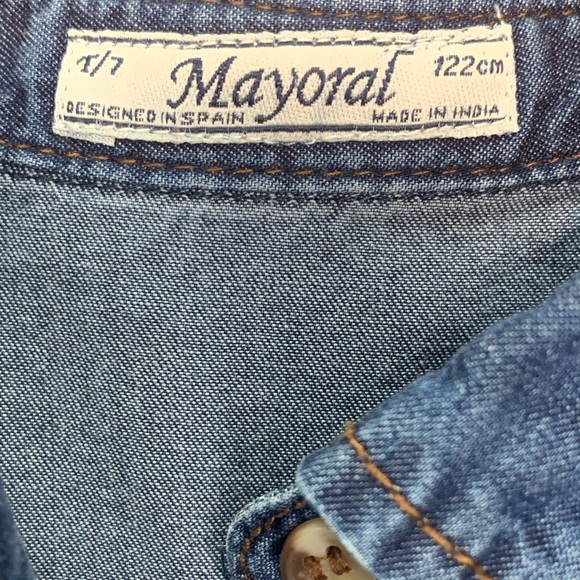 T/7 Mayoral 122cm
DESIGNED IN SPAIN MADE IN INDIA